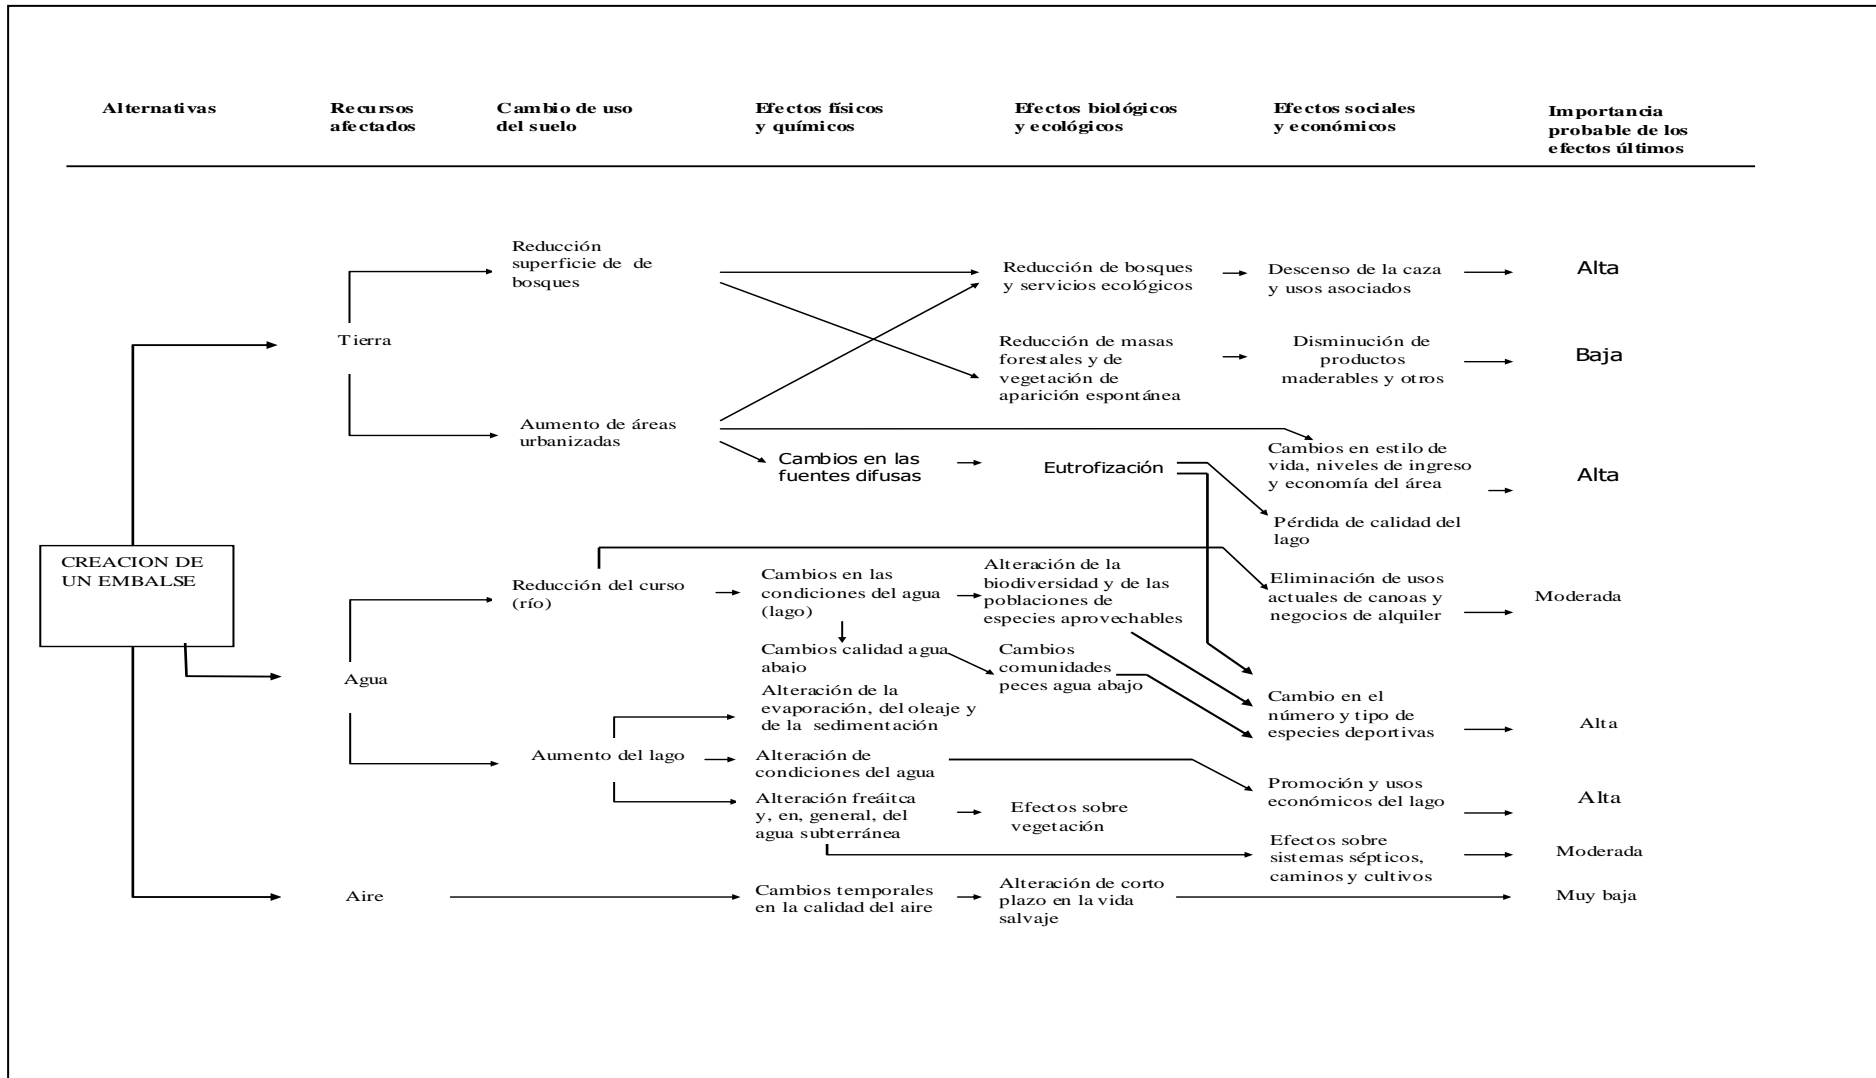 Alternativas
Recursos
afectados
Cambio de uso
del suelo
Efectos físicos
y químicos
Efectos biológicos
y ecológicos
Efectos sociales
y económicos
Importancia
probable de los
efectos últimos
CREACION DE
UN EMBALSE
Tierra
Reducción
superficie de de
bosques
Reducción de bosques
y servicios ecológicos
Descenso de la caza
y usos asociados
Alta
Reducción de masas
forestales y de
vegetación de
aparición espontánea
Disminución de
productos
maderables y otros
Baja
Aumento de áreas
urbanizadas
Cambios en las
fuentes difusas
Eutrofización
Cambios en estilo de
vida, niveles de ingreso
y economía del área
Alta
Pérdida de calidad del
lago
Agua
Reducción del curso
(río)
Cambios en las
condiciones del agua
(lago)
Alteración de la
biodiversidad y de las
poblaciones de
especies aprovechables
Eliminación de usos
actuales de canoas y
negocios de alquiler
Moderada
Cambios calidad agua
abajo
Cambios
comunidades
peces agua abajo
Cambio en el
número y tipo de
especies deportivas
Alta
Aumento del lago
Alteración de la
evaporación, del oleaje y
de la sedimentación
Alteración de
condiciones del agua
Promoción y usos
económicos del lago
Alta
Alteración freáitca
y, en, general, del
agua subterránea
Efectos sobre
vegetación
Efectos sobre
sistemas sépticos,
caminos y cultivos
Moderada
Aire
Cambios temporales
en la calidad del aire
Alteración de corto
plazo en la vida
salvaje
Muy baja